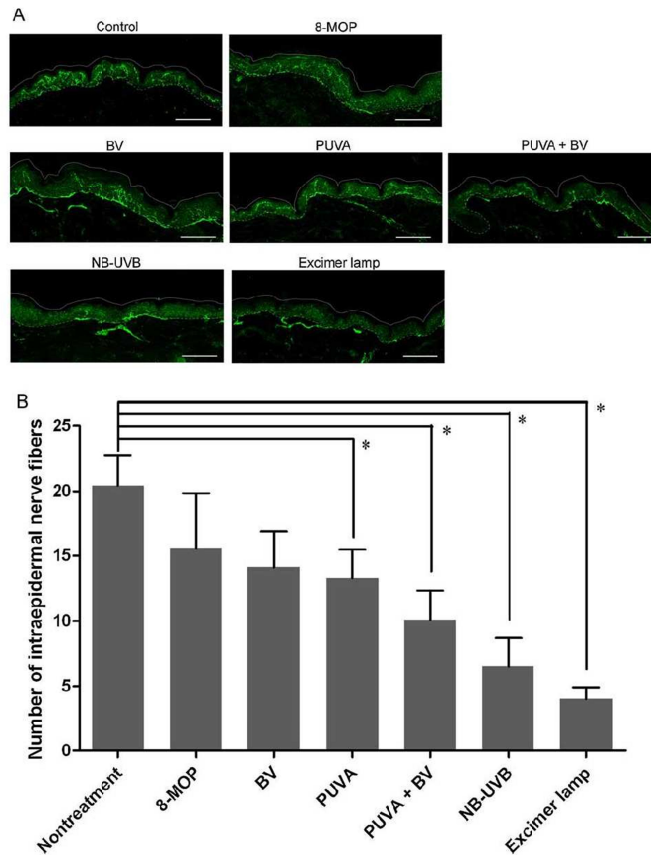 A
Control
8-MOP
BV
PUVA
PUVA + BV
NB-UVB
Excimer lamp
B
Number of intraepidermal nerve fibers
25
20
15
10
5
0
*
*
*
*
Nontreatment
8-MOP
BV
PUVA
PUVA + BV
NB-UVB
Excimer lamp